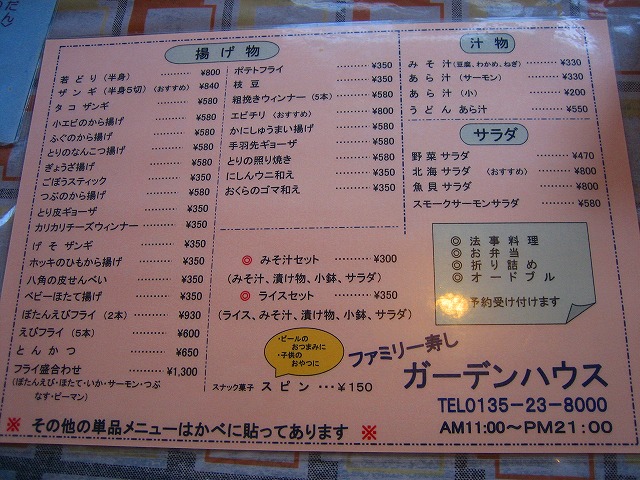 揚げ物
若どり (半身) ……… ¥800
ザンギ (半身5切) (おすすめ) ¥840
タコ ザンギ ……… ¥580
小エビのから揚げ ……… ¥580
ふぐのから揚げ ……… ¥580
とりのなんこつ揚げ ……… ¥580
ぎょうざ揚げ ……… ¥580
ごぼうスティック ……… ¥580
つぶのから揚げ ……… ¥580
とり皮ギョーザ ……… ¥350
カリカリチーズウィンナー ……… ¥350
げそ ザンギ ……… ¥350
ホッキのひもから揚げ ……… ¥350
八角の皮せんべい ……… ¥350
ベビーほたて揚げ ……… ¥350
ぼたんえびフライ (2本) ¥930
えびフライ (5本) ……… ¥600
とんかつ ……… ¥650
フライ盛合わせ ……… ¥1,300
(ぼたんえび・ほたて・いか・サーモン・つぶ
なす・ピーマン)
ポテトフライ ……… ¥350
枝豆 ……… ¥350
粗挽きウィンナー (5本) ……… ¥580
エビチリ (おすすめ) ……… ¥800
かにしゅうまい揚げ ……… ¥580
手羽先ギョーザ ……… ¥580
とりの照り焼き ……… ¥580
にしんウニ和え ……… ¥350
おくらのゴマ和え ……… ¥350
◎ みそ汁セット ……… ¥300
(みそ汁、漬け物、小鉢、サラダ)
◎ ライスセット ……… ¥350
(ライス、みそ汁、漬け物、小鉢、サラダ)
・ビールの
おつまみに
・子供の
おやつに
スナック菓子 スピン …¥150
汁物
みそ汁 (豆腐、わかめ、ねぎ) ¥330
あら汁 (サーモン) ……… ¥330
あら汁 (小) ……… ¥200
うどん あら汁 ……… ¥550
サラダ
野菜サラダ ……… ¥470
北海サラダ (おすすめ) ……… ¥800
魚貝サラダ ……… ¥800
スモークサーモンサラダ ……… ¥580
◎ 法事料理
◎ お弁当
◎ 折り詰め
◎ オードブル
予約受け付けます
ファミリー寿し
ガーデンハウス
TEL0135-23-8000
AM11:00~PM21:00
※ その他の単品メニューはかべに貼ってあります ※